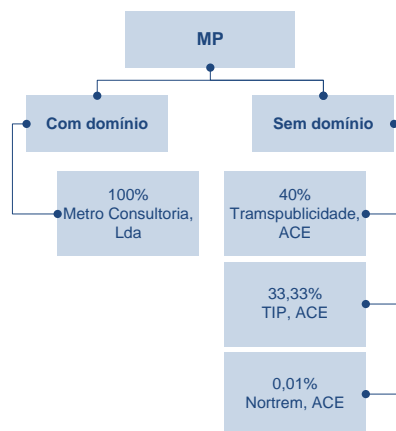 MP
Com domínio
Sem domínio
100%
Metro Consultoria,
Lda
40%
Tramspublicidade,
ACE
33,33%
TIP, ACE
0,01%
Nortrem, ACE